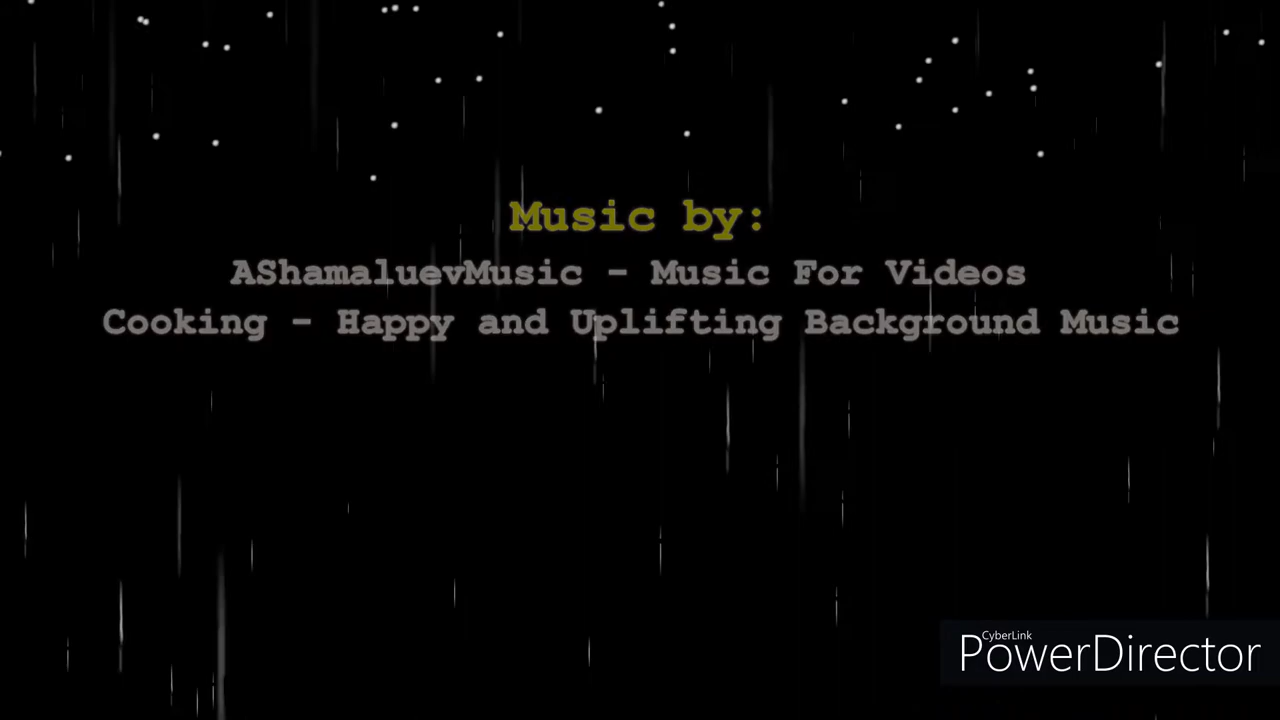 Music by:
AShamaluevMusic - Music For Videos
Cooking - Happy and Uplifting Background Music
CyberLink
PowerDirector